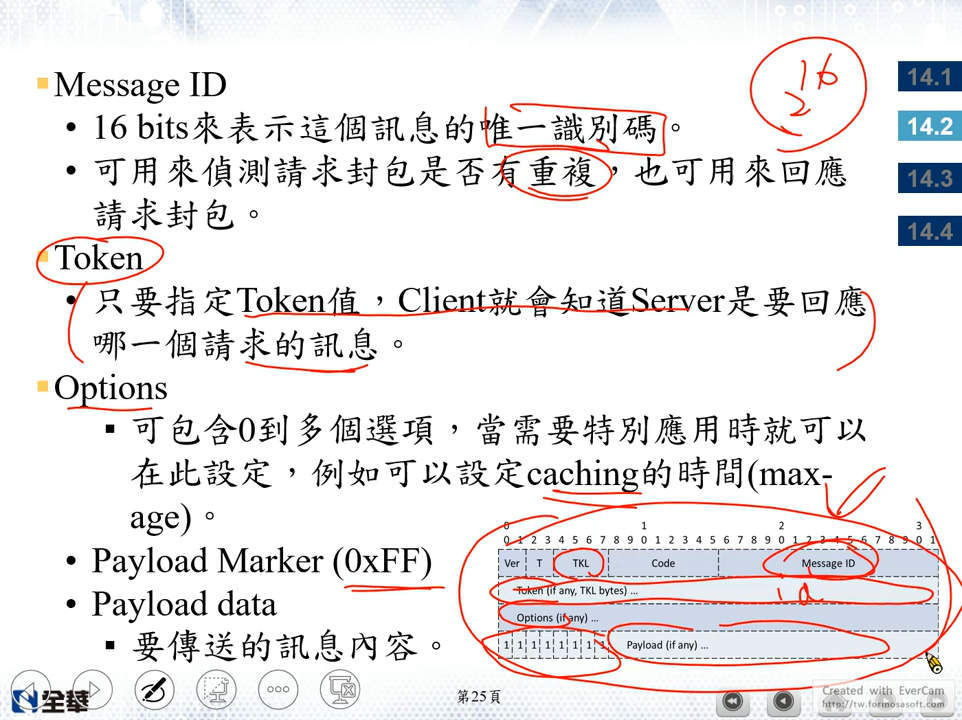 Message ID
• 16 bits來表示這個訊息的唯一識別碼。
• 可用來偵測請求封包是否有重複，也可用來回應
請求封包。
Token
• 只要指定Token值，Client就會知道Server是要回應
哪一個請求的訊息。
Options
▪ 可包含0到多個選項，當需要特別應用時就可以
在此設定，例如可以設定caching的時間(max-
age)。
• Payload Marker (0xFF)
• Payload data
▪ 要傳送的訊息內容。
2 16
14.1
14.2
14.3
14.4
0 1 2 3
0 1 2 3 4 5 6 7 8 9 0 1 2 3 4 5 6 7 8 9 0 1 2 3 4 5 6 7 8 9 0 1
Ver T TKL Code Message ID
Token (if any, TKL bytes) ...
id
Options (if any) ...
1 1 1 1 1 1 1 1 Payload (if any) ...
全華
第25頁
Created with EverCam
http://tw.formosasoft.com